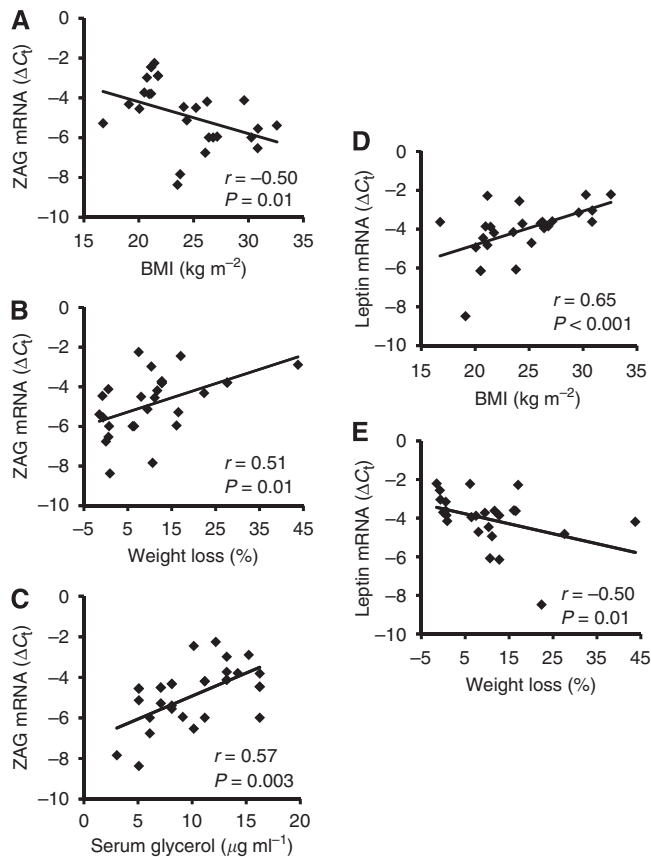 A
ZAG mRNA (ΔCt)
0
−2
−4
−6
−8
−10
r = −0.50
P = 0.01
15
20
25
30
35
BMI (kg m−2)
B
ZAG mRNA (ΔCt)
0
−2
−4
−6
−8
−10
r = 0.51
P = 0.01
−5
5
15
25
35
45
Weight loss (%)
C
ZAG mRNA (ΔCt)
0
−2
−4
−6
−8
−10
r = 0.57
P = 0.003
0
5
10
15
20
Serum glycerol (μg ml−1)
D
Leptin mRNA (ΔCt)
0
−2
−4
−6
−8
−10
r = 0.65
P < 0.001
15
20
25
30
35
BMI (kg m−2)
E
Leptin mRNA (ΔCt)
0
−2
−4
−6
−8
−10
r = −0.50
P = 0.01
−5
5
15
25
35
45
Weight loss (%)